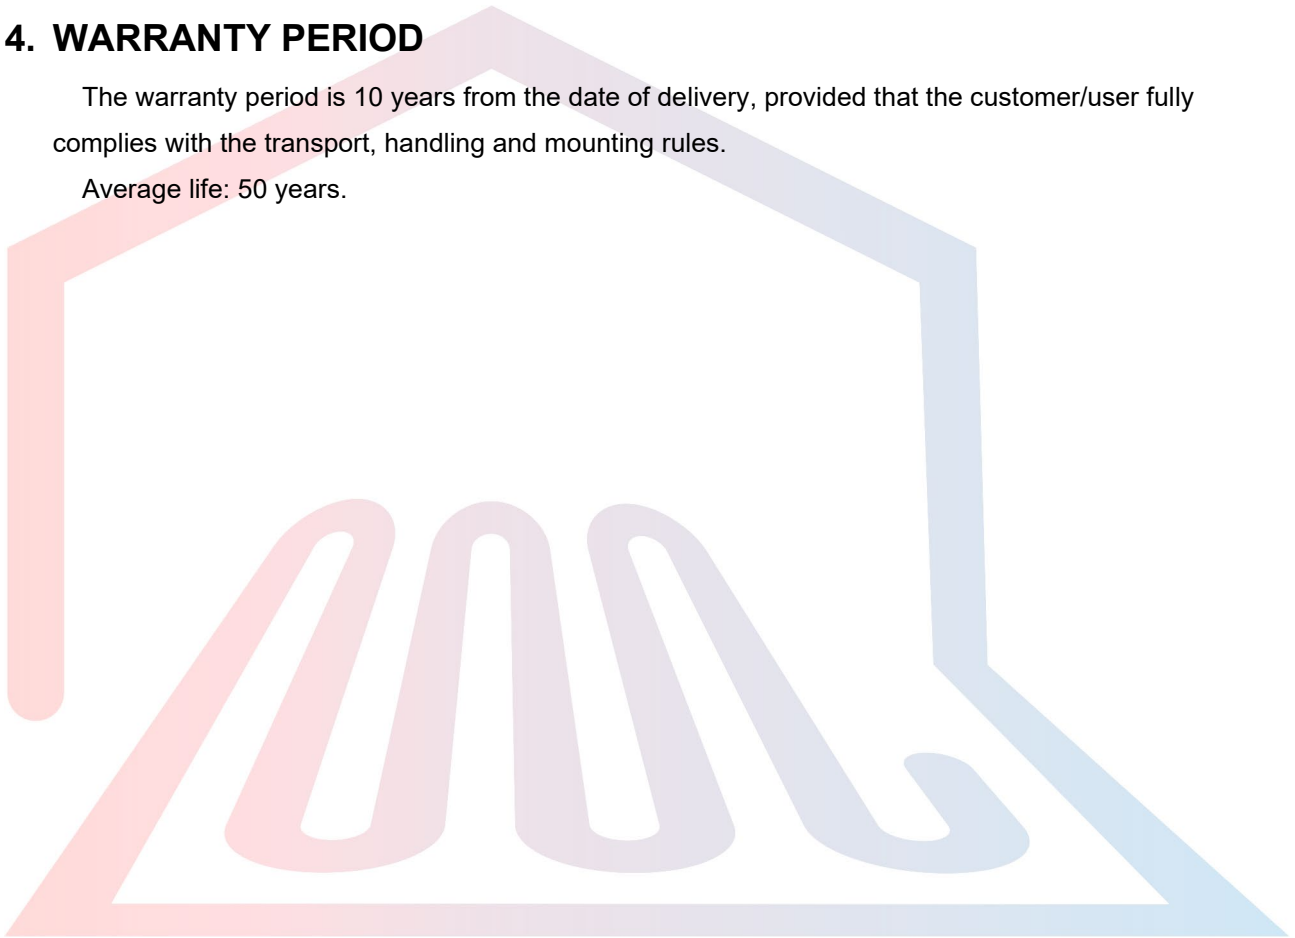 4. WARRANTY PERIOD
The warranty period is 10 years from the date of delivery, provided that the customer/user fully
complies with the transport, handling and mounting rules.
Average life: 50 years.